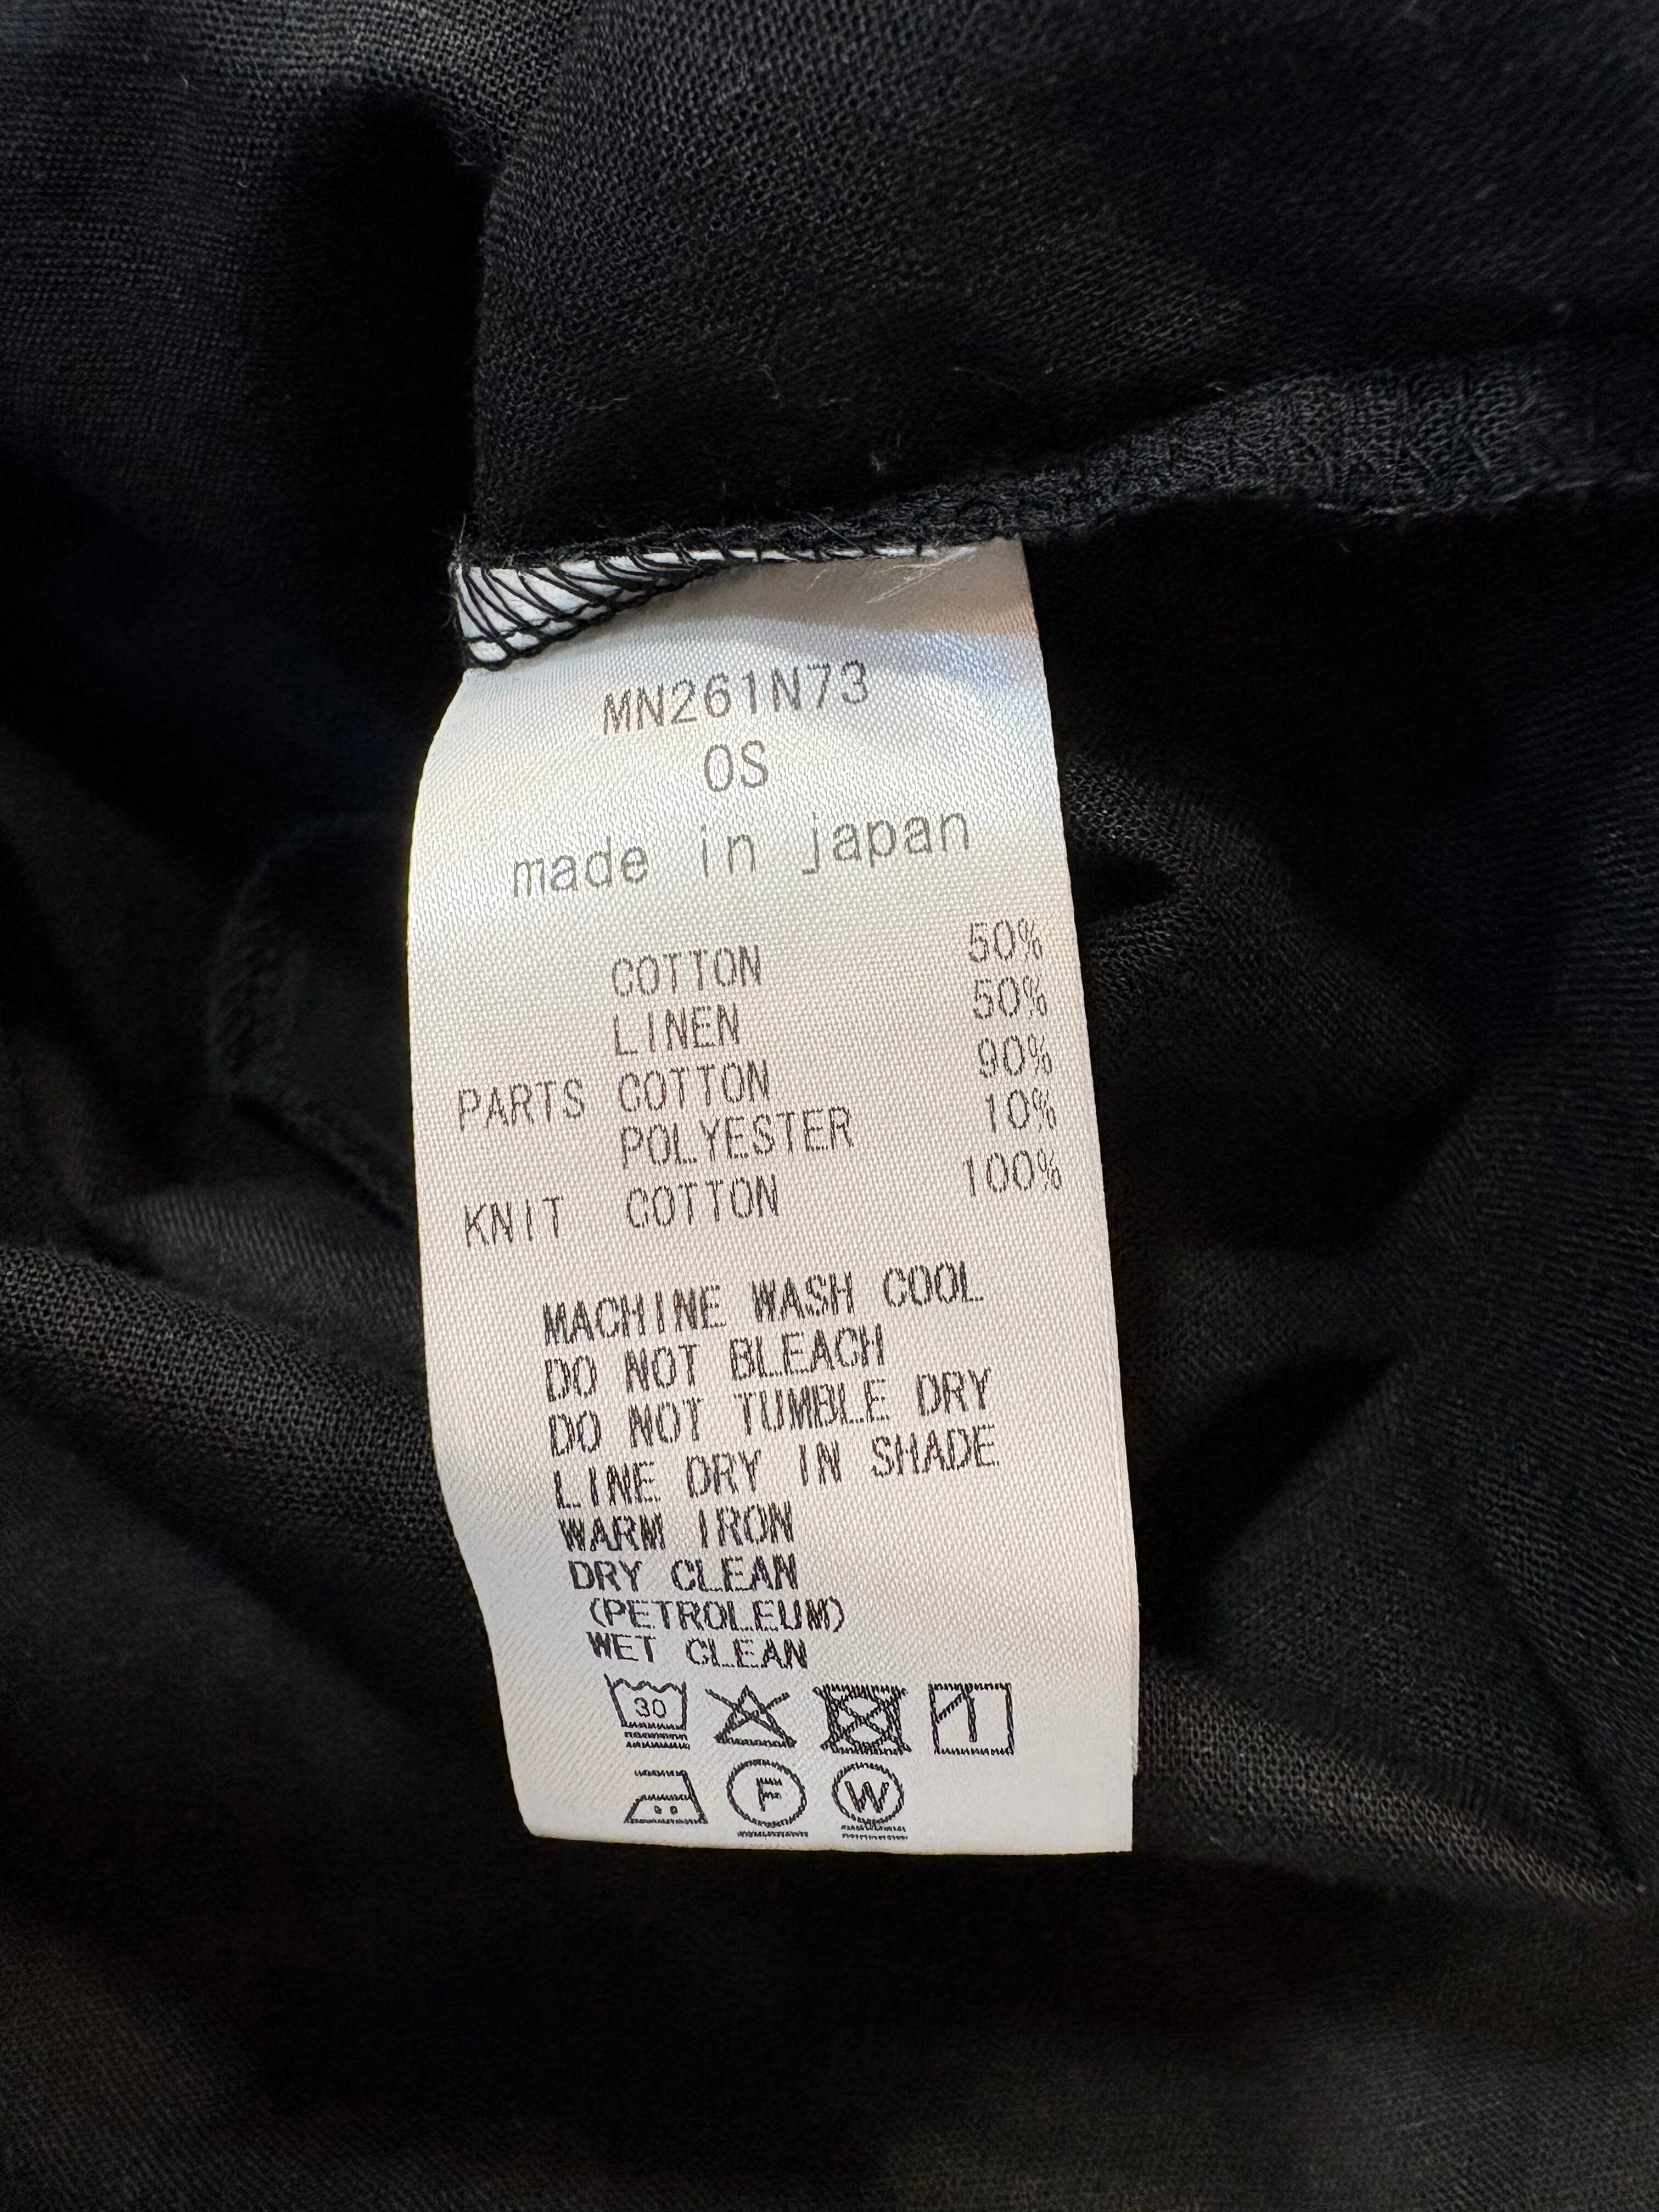 MN261N73
OS
made in japan
COTTON 50%
LINEN 50%
PARTS COTTON 90%
POLYESTER 10%
KNIT COTTON 100%
MACHINE WASH COOL
DO NOT BLEACH
DO NOT TUMBLE DRY
LINE DRY IN SHADE
WARM IRON
DRY CLEAN
(PETROLEUM)
WET CLEAN
30
F W